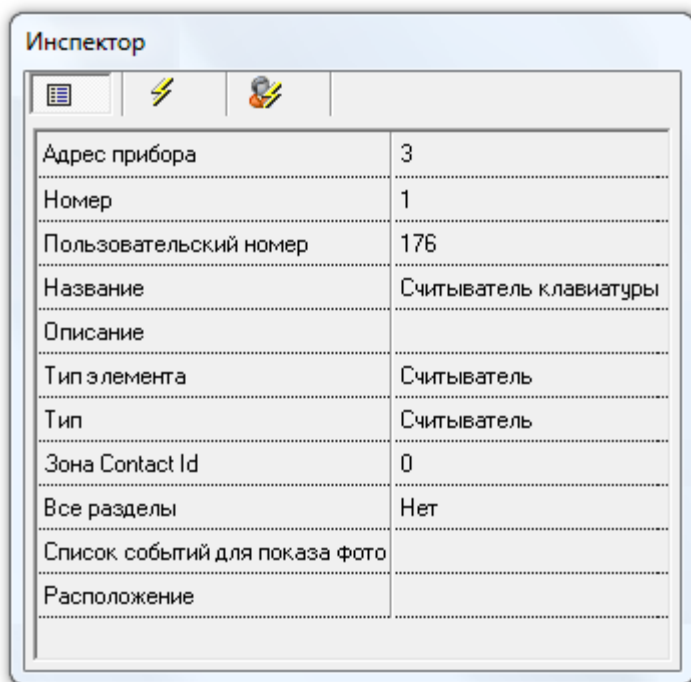 Инспектор
Адрес прибора 3
Номер 1
Пользовательский номер 176
Название Считыватель клавиатуры
Описание
Тип элемента Считыватель
Тип Считыватель
Зона Contact Id 0
Все разделы Нет
Список событий для показа фото
Расположение